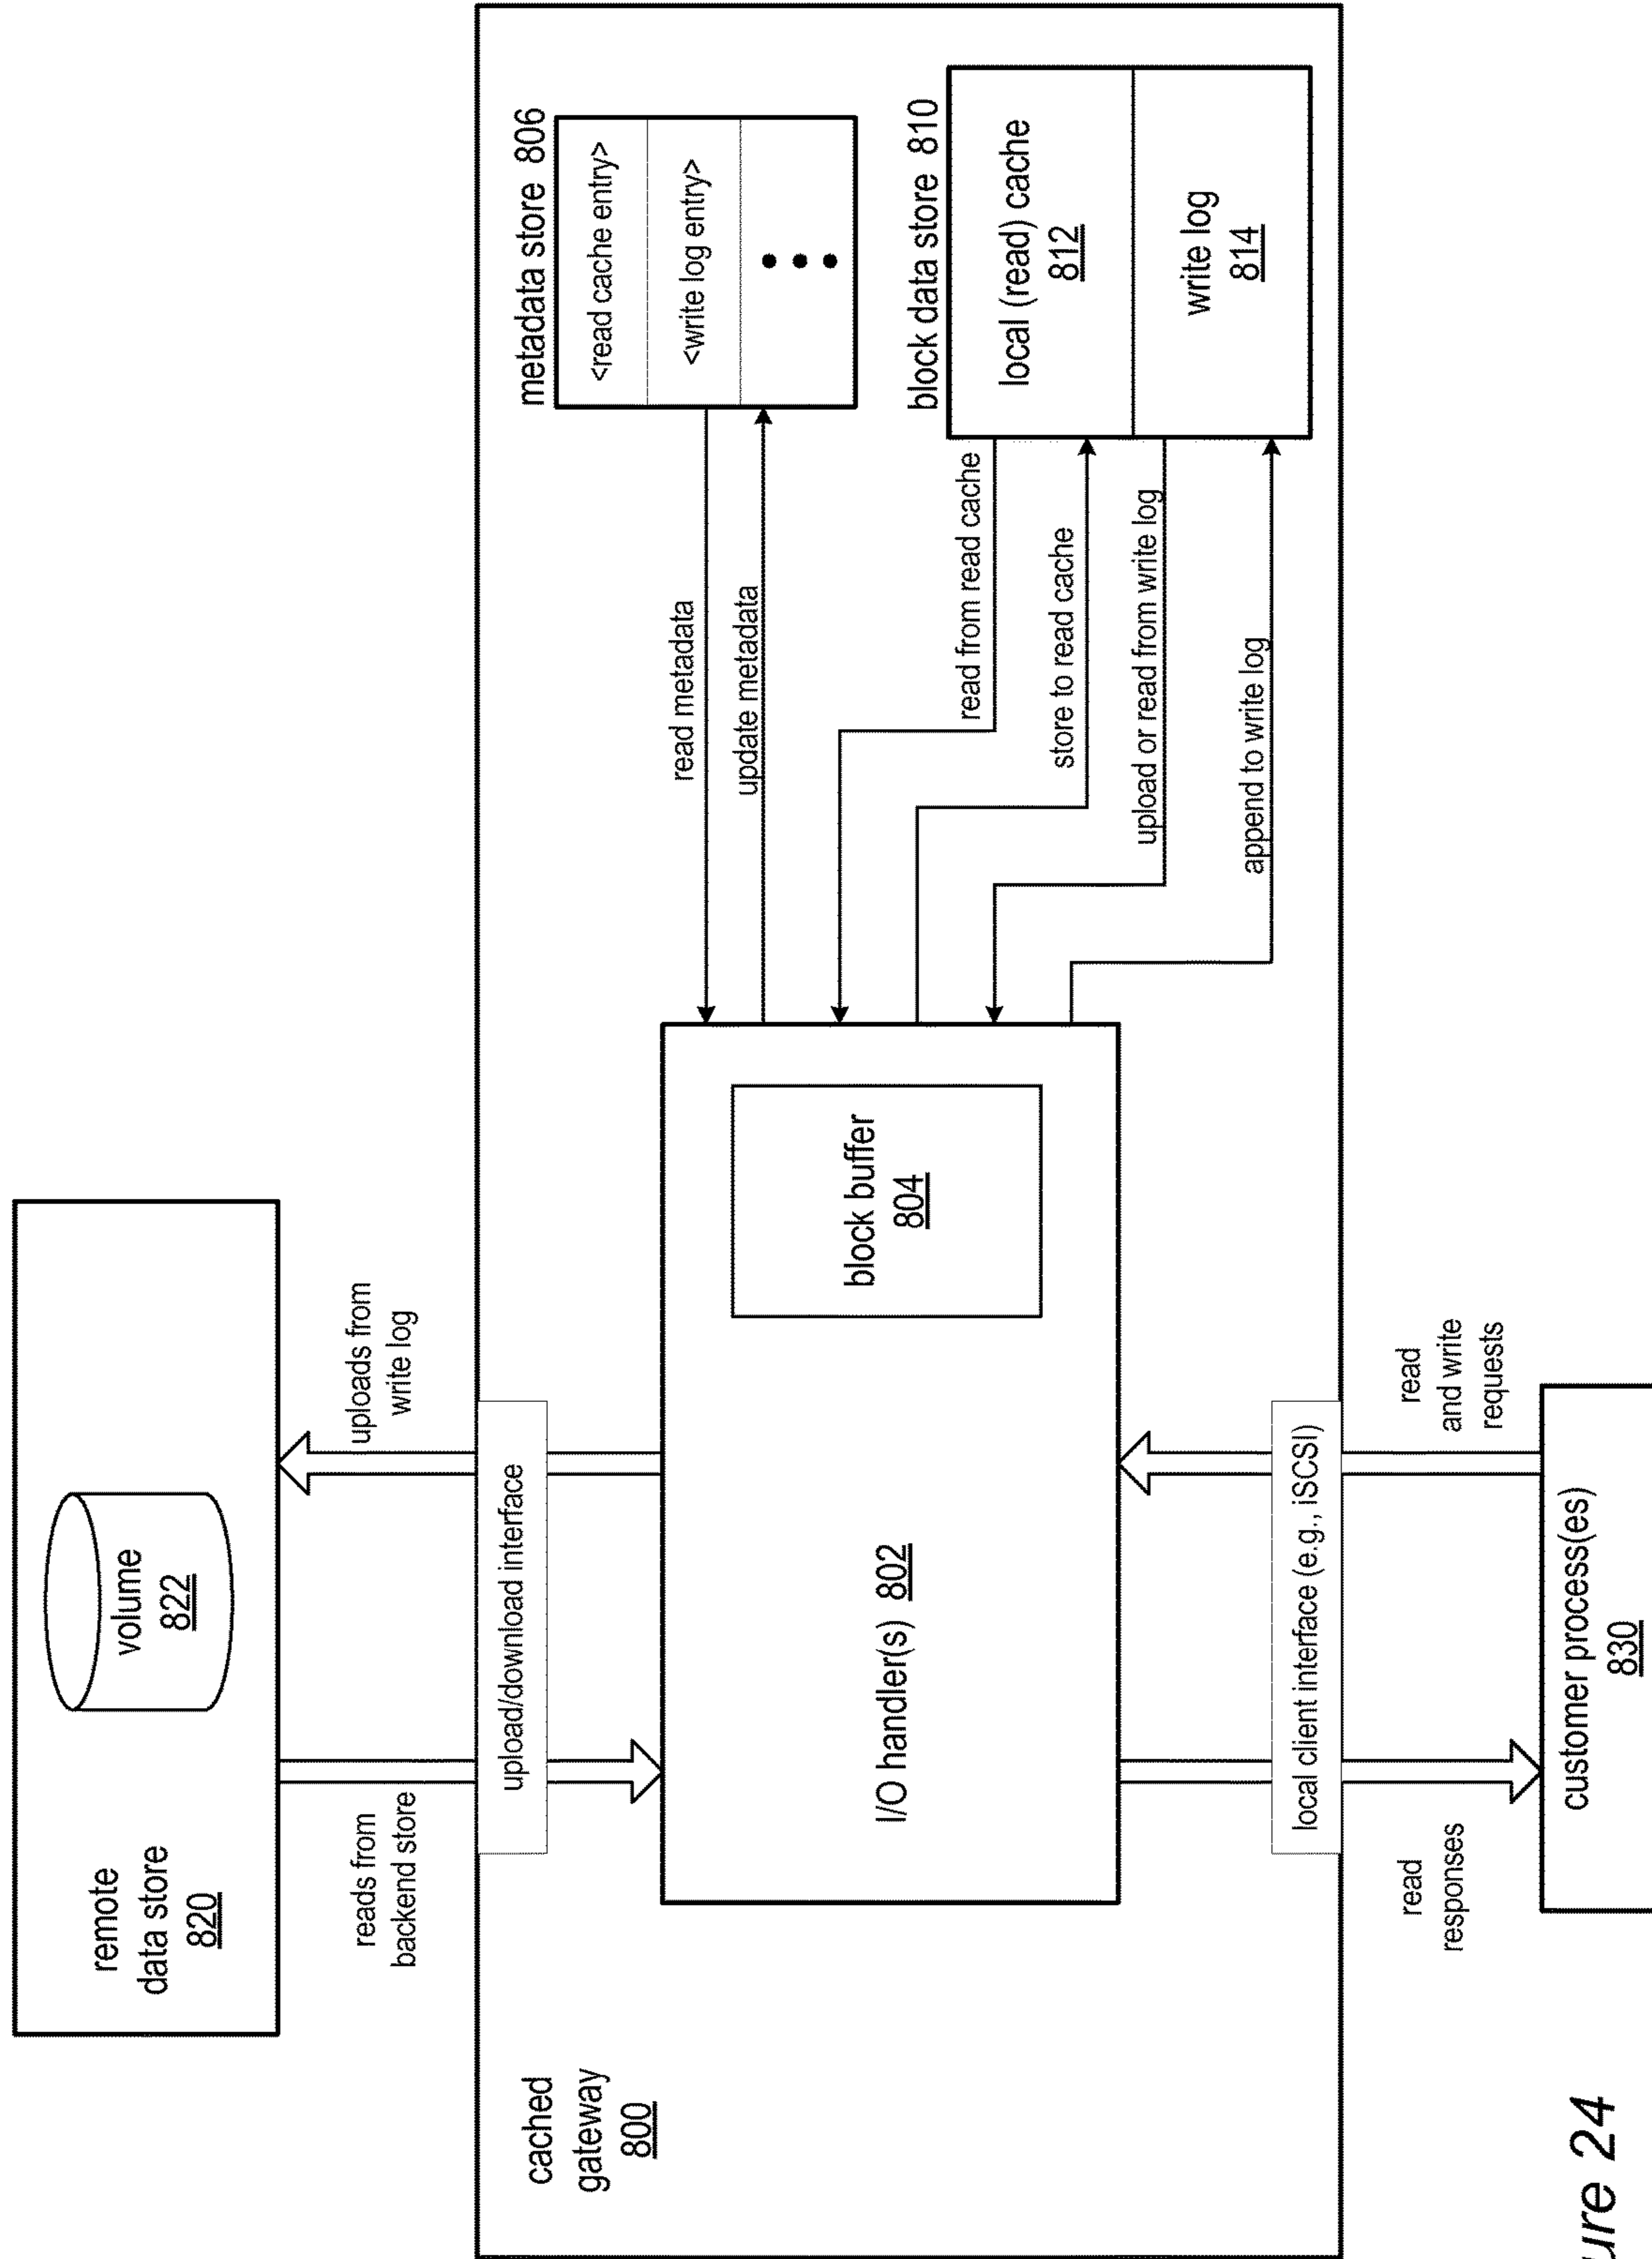 remote
data store
820
volume
822
reads from
backend store
uploads from
write log
upload/download interface
cached
gateway
800
I/O handler(s) 802
block buffer
804
read metadata
update metadata
metadata store 806
<read cache entry>
<write log entry>
read from read cache
store to read cache
upload or read from write log
append to write log
block data store 810
local (read) cache
812
write log
814
local client interface (e.g., iSCSI)
read
responses
read
and write
requests
customer process(es)
830
24